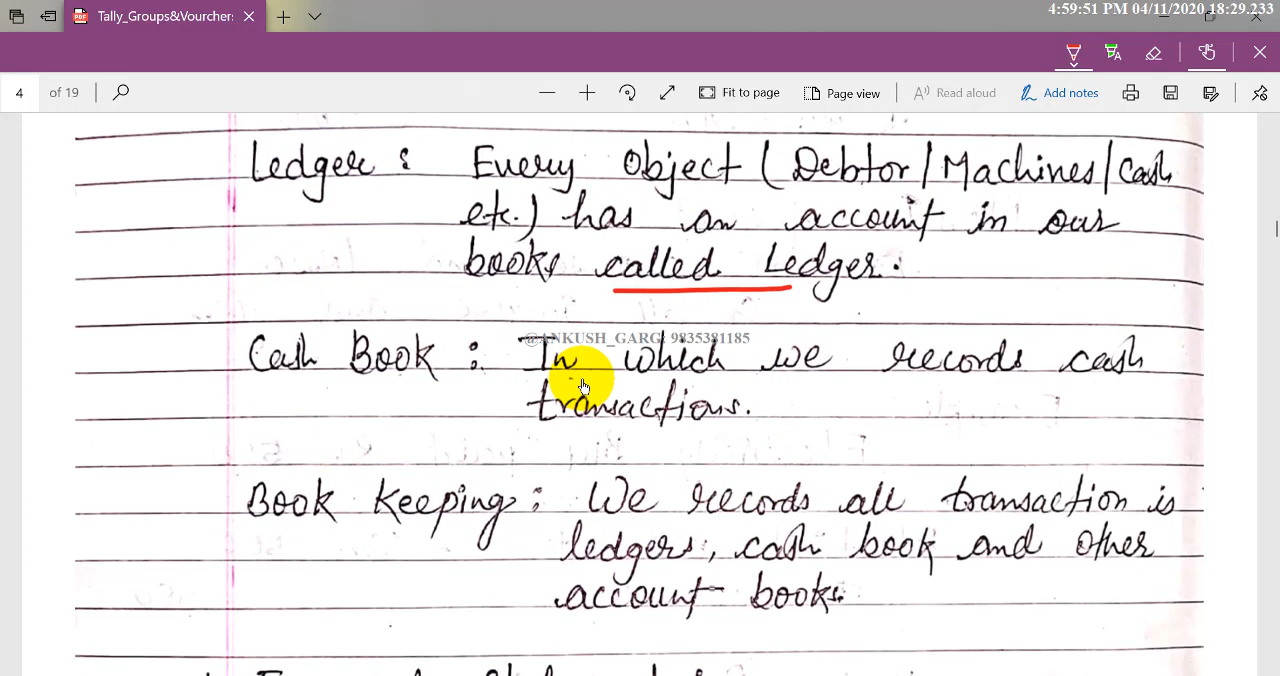 4:59:51 PM 04/11/2020 18:29.233
Tally_Groups&Vourchers
4 of 19
Fit to page
Page view
Read aloud
Add notes
Ledger : Every Object (Debtor/Machines/Cash
etc.) has an account in our
books called Ledger.
@ANKUSH_GARG: 9835381185
Cash Book : In which we records cash
transactions.
Book Keeping : We records all transaction is
ledgers, cash book and other
account books.